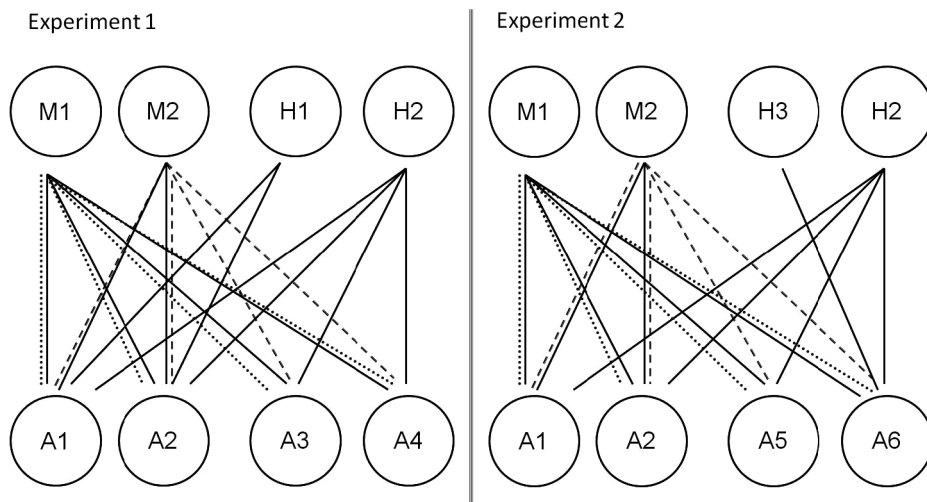 Experiment 1
M1 M2 H1 H2
A1 A2 A3 A4
Experiment 2
M1 M2 H3 H2
A1 A2 A5 A6